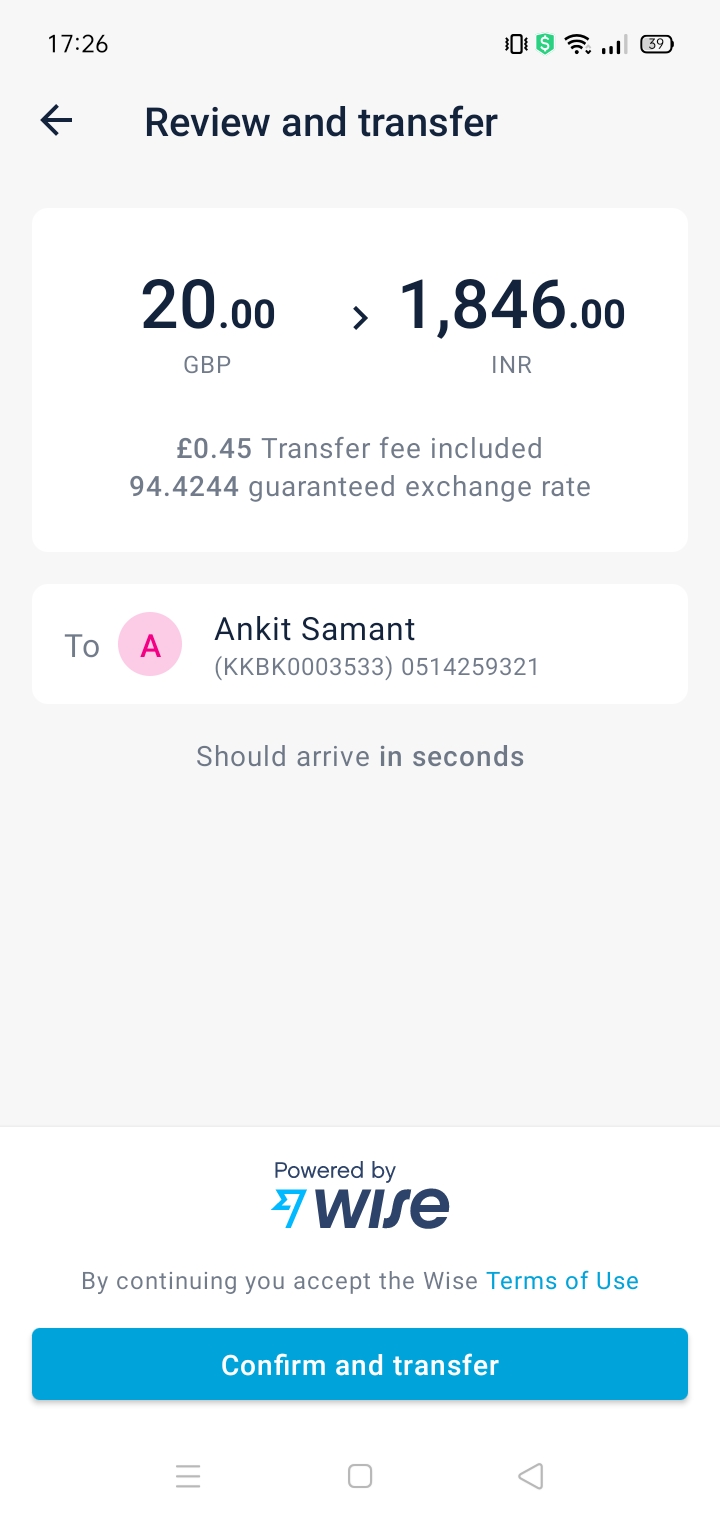 17:26
39
Review and transfer
20.00 > 1,846.00
GBP INR
£0.45 Transfer fee included
94.4244 guaranteed exchange rate
To A Ankit Samant
(KKBK0003533) 0514259321
Should arrive in seconds
Powered by
wise
By continuing you accept the Wise Terms of Use
Confirm and transfer